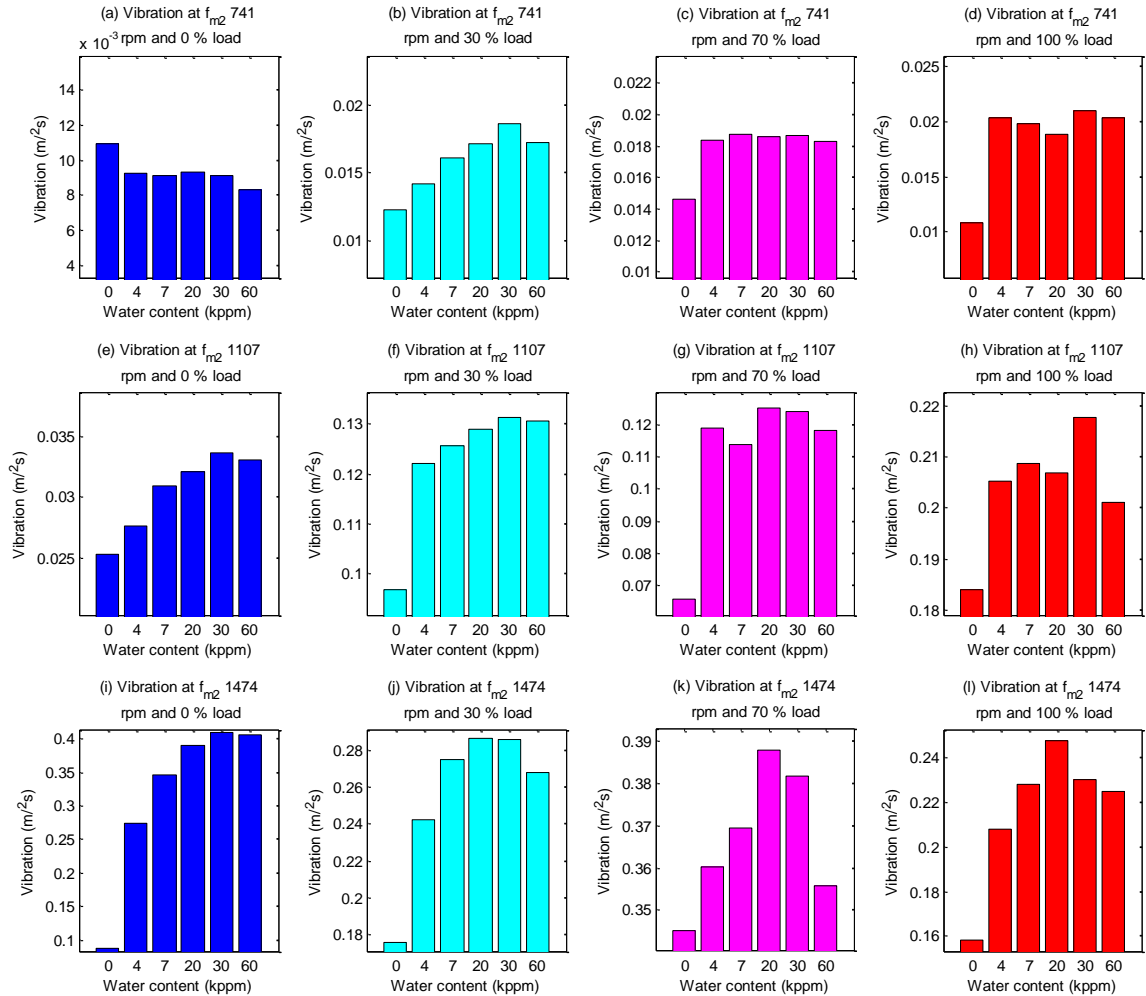 (a) Vibration at f_m2 741
rpm and 0 % load
x 10^-3
14
12
10
8
6
4
Vibration (m/^2s)
0 4 7 20 30 60
Water content (kppm)
(b) Vibration at f_m2 741
rpm and 30 % load
0.02
0.015
0.01
Vibration (m/^2s)
0 4 7 20 30 60
Water content (kppm)
(c) Vibration at f_m2 741
rpm and 70 % load
0.022
0.02
0.018
0.016
0.014
0.012
0.01
Vibration (m/^2s)
0 4 7 20 30 60
Water content (kppm)
(d) Vibration at f_m2 741
rpm and 100 % load
0.025
0.02
0.015
0.01
Vibration (m/^2s)
0 4 7 20 30 60
Water content (kppm)
(e) Vibration at f_m2 1107
rpm and 0 % load
0.035
0.03
0.025
Vibration (m/^2s)
0 4 7 20 30 60
Water content (kppm)
(f) Vibration at f_m2 1107
rpm and 30 % load
0.13
0.12
0.11
0.1
Vibration (m/^2s)
0 4 7 20 30 60
Water content (kppm)
(g) Vibration at f_m2 1107
rpm and 70 % load
0.12
0.11
0.1
0.09
0.08
0.07
Vibration (m/^2s)
0 4 7 20 30 60
Water content (kppm)
(h) Vibration at f_m2 1107
rpm and 100 % load
0.22
0.21
0.2
0.19
0.18
Vibration (m/^2s)
0 4 7 20 30 60
Water content (kppm)
(i) Vibration at f_m2 1474
rpm and 0 % load
0.4
0.35
0.3
0.25
0.2
0.15
0.1
Vibration (m/^2s)
0 4 7 20 30 60
Water content (kppm)
(j) Vibration at f_m2 1474
rpm and 30 % load
0.28
0.26
0.24
0.22
0.2
0.18
Vibration (m/^2s)
0 4 7 20 30 60
Water content (kppm)
(k) Vibration at f_m2 1474
rpm and 70 % load
0.39
0.38
0.37
0.36
0.35
Vibration (m/^2s)
0 4 7 20 30 60
Water content (kppm)
(l) Vibration at f_m2 1474
rpm and 100 % load
0.24
0.22
0.2
0.18
0.16
Vibration (m/^2s)
0 4 7 20 30 60
Water content (kppm)